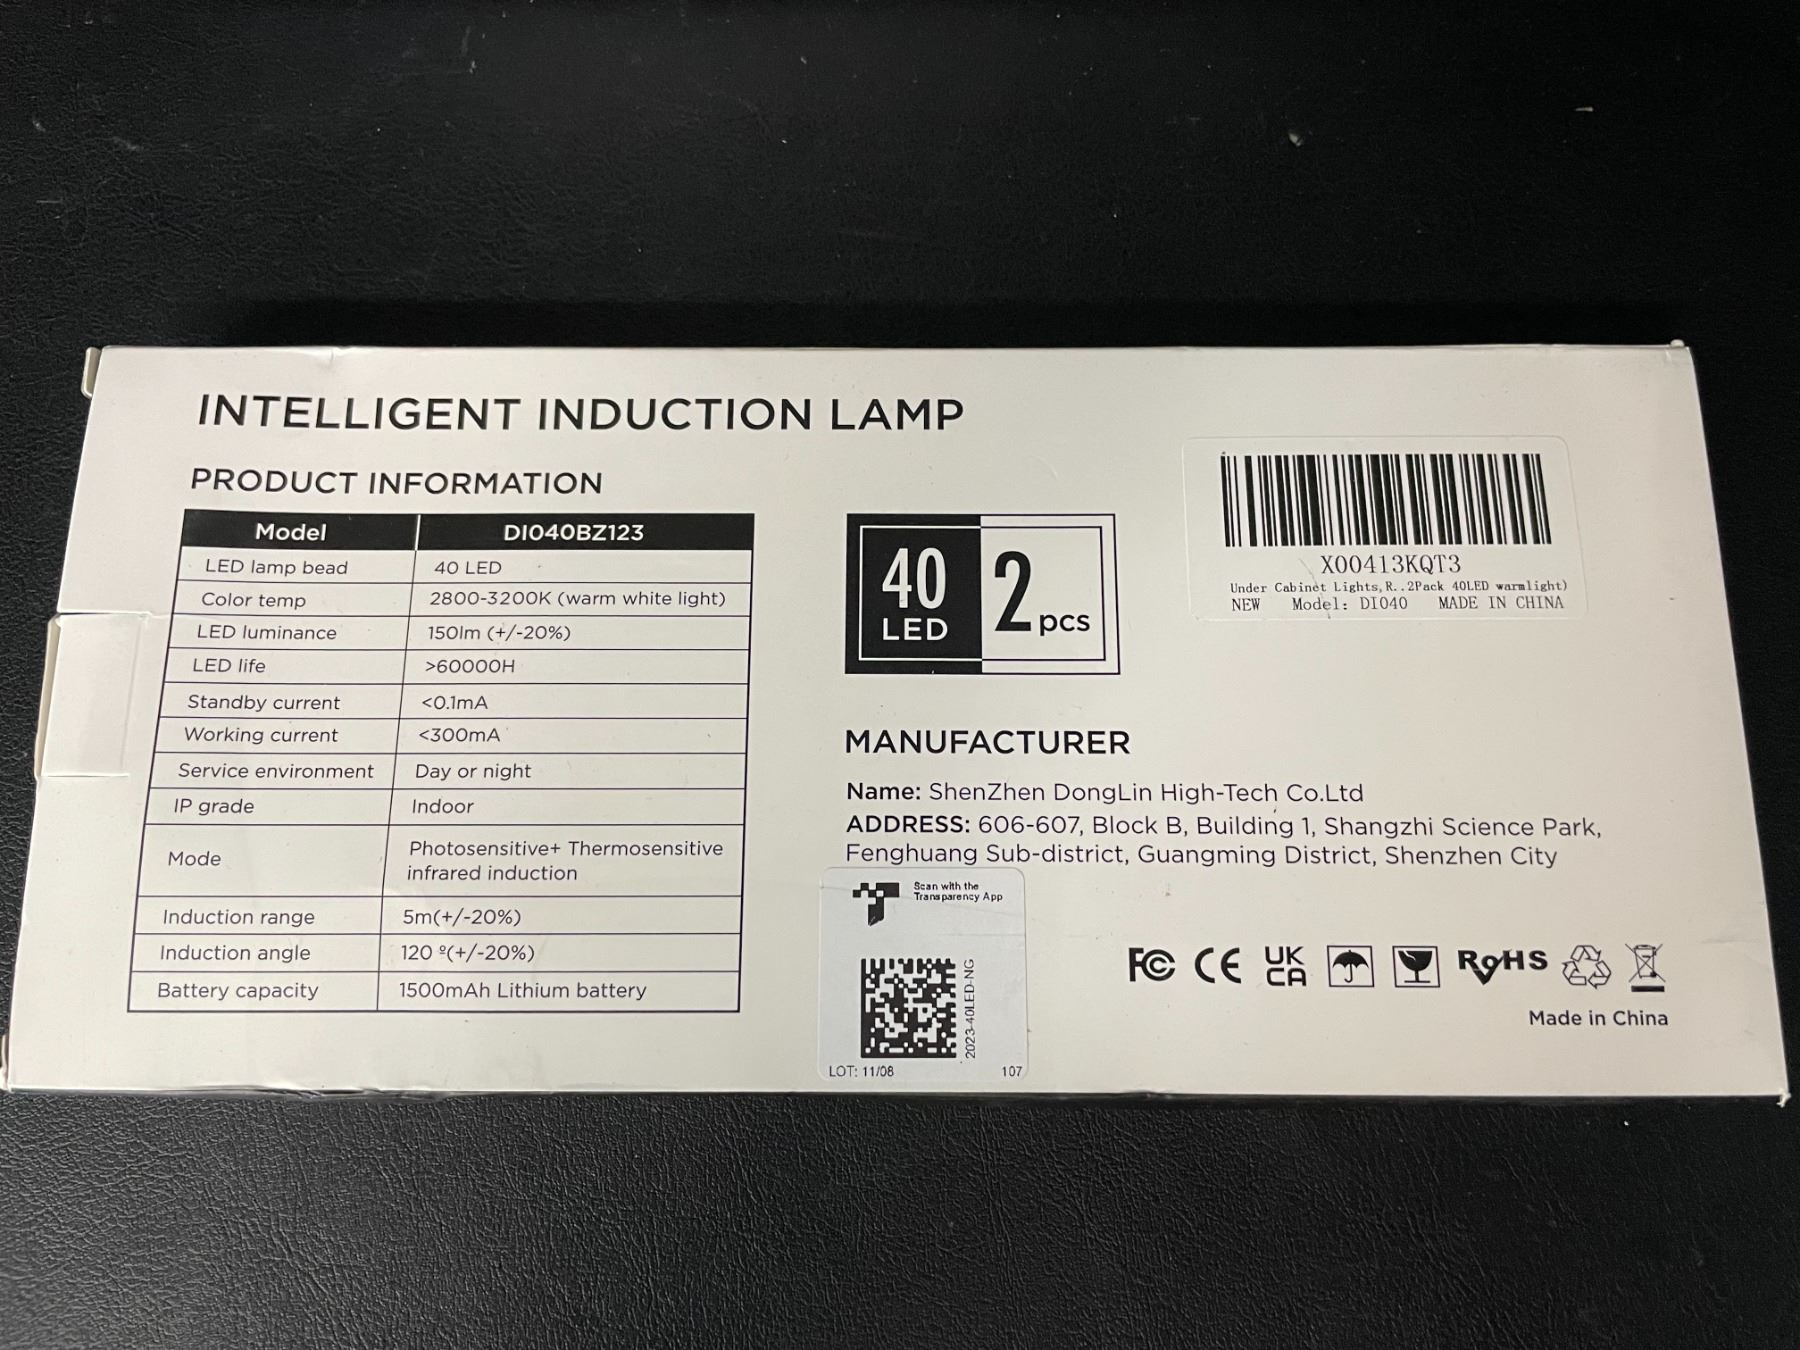 INTELLIGENT INDUCTION LAMP
PRODUCT INFORMATION
Model DI040BZ123
LED lamp bead 40 LED
Color temp 2800-3200K (warm white light)
LED luminance 150lm (+/-20%)
LED life >60000H
Standby current <0.1mA
Working current <300mA
Service environment Day or night
IP grade Indoor
Mode Photosensitive+ Thermosensitive
infrared induction
Induction range 5m(+/-20%)
Induction angle 120 º(+/-20%)
Battery capacity 1500mAh Lithium battery
40
LED
2 pcs
X00413KQT3
Under Cabinet Lights,R..2Pack 40LED warmlight)
NEW Model: DI040 MADE IN CHINA
MANUFACTURER
Name: ShenZhen DongLin High-Tech Co.Ltd
ADDRESS: 606-607, Block B, Building 1, Shangzhi Science Park,
Fenghuang Sub-district, Guangming District, Shenzhen City
Scan with the
Transparency App
2023-40LED-NG
LOT: 11/08 107
FC CE UK
CA
RoHS
Made in China